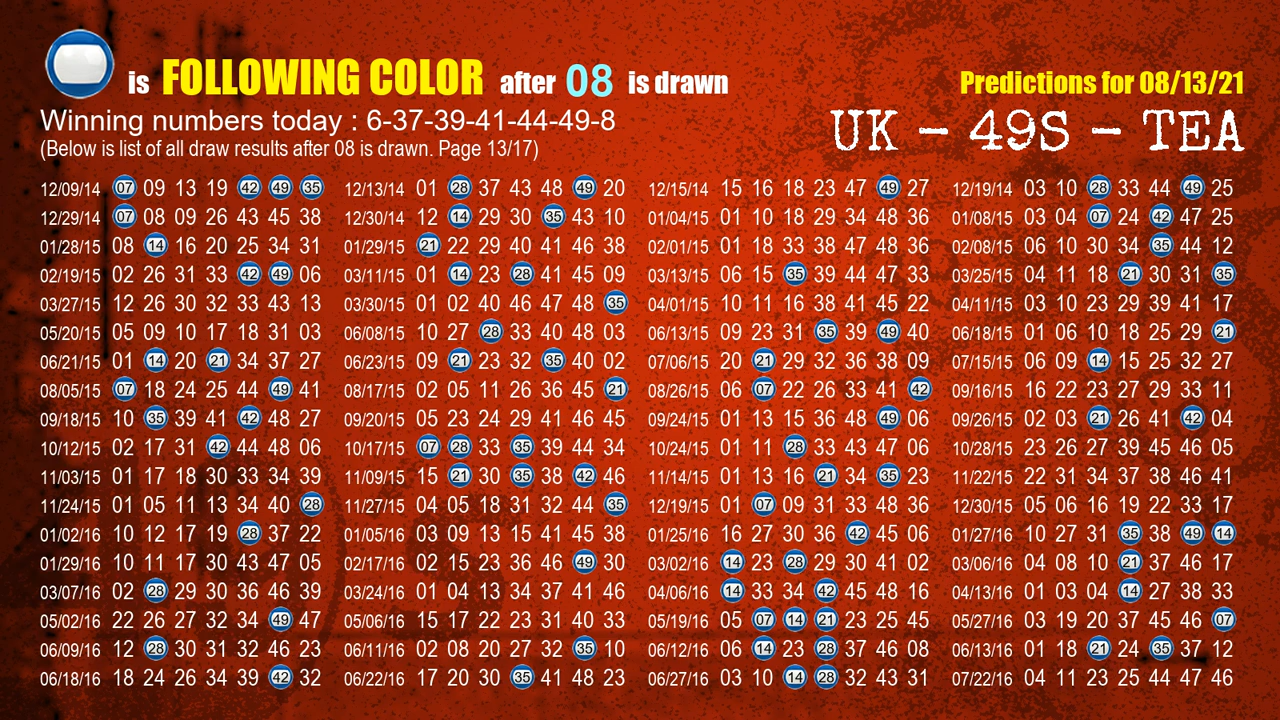 is FOLLOWING COLOR after 08 is drawn
Predictions for 08/13/21
Winning numbers today : 6-37-39-41-44-49-8
UK - 49S - TEA
(Below is list of all draw results after 08 is drawn. Page 13/17)
12/09/14 07 09 13 19 42 49 35 12/13/14 01 28 37 43 48 49 20 12/15/14 15 16 18 23 47 49 27 12/19/14 03 10 28 33 44 49 25
12/29/14 07 08 09 26 43 45 38 12/30/14 12 14 29 30 35 43 10 01/04/15 01 10 18 29 34 48 36 01/08/15 03 04 07 24 42 47 25
01/28/15 08 14 16 20 25 34 31 01/29/15 21 22 29 40 41 46 38 02/01/15 01 18 33 38 47 48 36 02/08/15 06 10 30 34 35 44 12
02/19/15 02 26 31 33 42 49 06 03/11/15 01 14 23 28 41 45 09 03/13/15 06 15 35 39 44 47 33 03/25/15 04 11 18 21 30 31 35
03/27/15 12 26 30 32 33 43 13 03/30/15 01 02 40 46 47 48 35 04/01/15 10 11 16 38 41 45 22 04/11/15 03 10 23 29 39 41 17
05/20/15 05 09 10 17 18 31 03 06/08/15 10 27 28 33 40 48 03 06/13/15 09 23 31 35 39 49 40 06/18/15 01 06 10 18 25 29 21
06/21/15 01 14 20 21 34 37 27 06/23/15 09 21 23 32 35 40 02 07/06/15 20 21 29 32 36 38 09 07/15/15 06 09 14 15 25 32 27
08/05/15 07 18 24 25 44 49 41 08/17/15 02 05 11 26 36 45 21 08/26/15 06 07 22 26 33 41 42 09/16/15 16 22 23 27 29 33 11
09/18/15 10 35 39 41 42 48 27 09/20/15 05 23 24 29 41 46 45 09/24/15 01 13 15 36 48 49 06 09/26/15 02 03 21 26 41 42 04
10/12/15 02 17 31 42 44 48 06 10/17/15 07 28 33 35 39 44 34 10/24/15 01 11 28 33 43 47 06 10/28/15 23 26 27 39 45 46 05
11/03/15 01 17 18 30 33 34 39 11/09/15 15 21 30 35 38 42 46 11/14/15 01 13 16 21 34 35 23 11/22/15 22 31 34 37 38 46 41
11/24/15 01 05 11 13 34 40 28 11/27/15 04 05 18 31 32 44 35 12/19/15 01 07 09 31 33 48 36 12/30/15 05 06 16 19 22 33 17
01/02/16 10 12 17 19 28 37 22 01/05/16 03 09 13 15 41 45 38 01/25/16 16 27 30 36 42 45 06 01/27/16 10 27 31 35 38 49 14
01/29/16 10 11 17 30 43 47 05 02/17/16 02 15 23 36 46 49 30 03/02/16 14 23 28 29 30 41 02 03/06/16 04 08 10 21 37 46 17
03/07/16 02 28 29 30 36 46 39 03/24/16 01 04 13 34 37 41 46 04/06/16 14 33 34 42 45 48 16 04/13/16 01 03 04 14 27 38 33
05/02/16 22 26 27 32 34 49 47 05/06/16 15 17 22 23 31 40 33 05/19/16 05 07 14 21 23 25 45 05/27/16 03 19 20 37 45 46 07
06/09/16 12 28 30 31 32 46 23 06/11/16 02 08 20 27 32 35 10 06/12/16 06 14 23 28 37 46 08 06/13/16 01 18 21 24 35 37 12
06/18/16 18 24 26 34 39 42 32 06/22/16 17 20 30 35 41 48 23 06/27/16 03 10 14 28 32 43 31 07/22/16 04 11 23 25 44 47 46